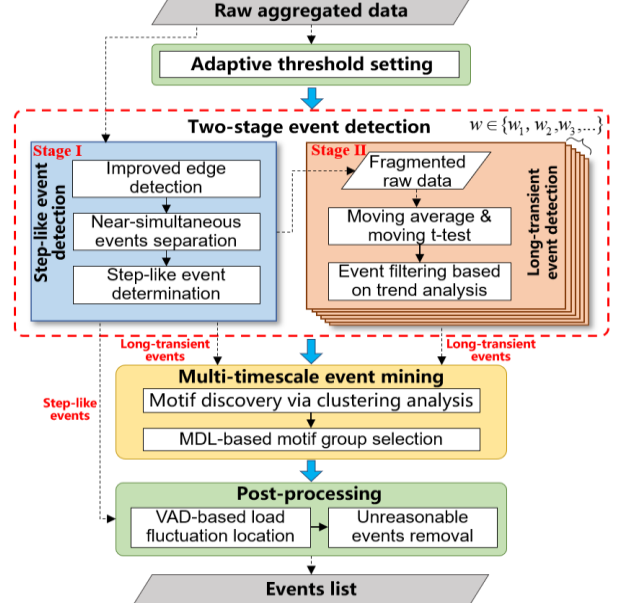 Raw aggregated data
Adaptive threshold setting
Two-stage event detection
w ∈ {w₁, w₂,w₃,...}
Stage I
Step-like event
detection
Improved edge
detection
Near-simultaneous
events separation
Step-like event
determination
Stage II
Fragmented
raw data
Moving average &
moving t-test
Event filtering based
on trend analysis
Long-transient
event detection
Long-transient
events
Long-transient
events
Step-like
events
Multi-timescale event mining
Motif discovery via clustering analysis
MDL-based motif group selection
Post-processing
VAD-based load
fluctuation location
Unreasonable
events removal
Events list